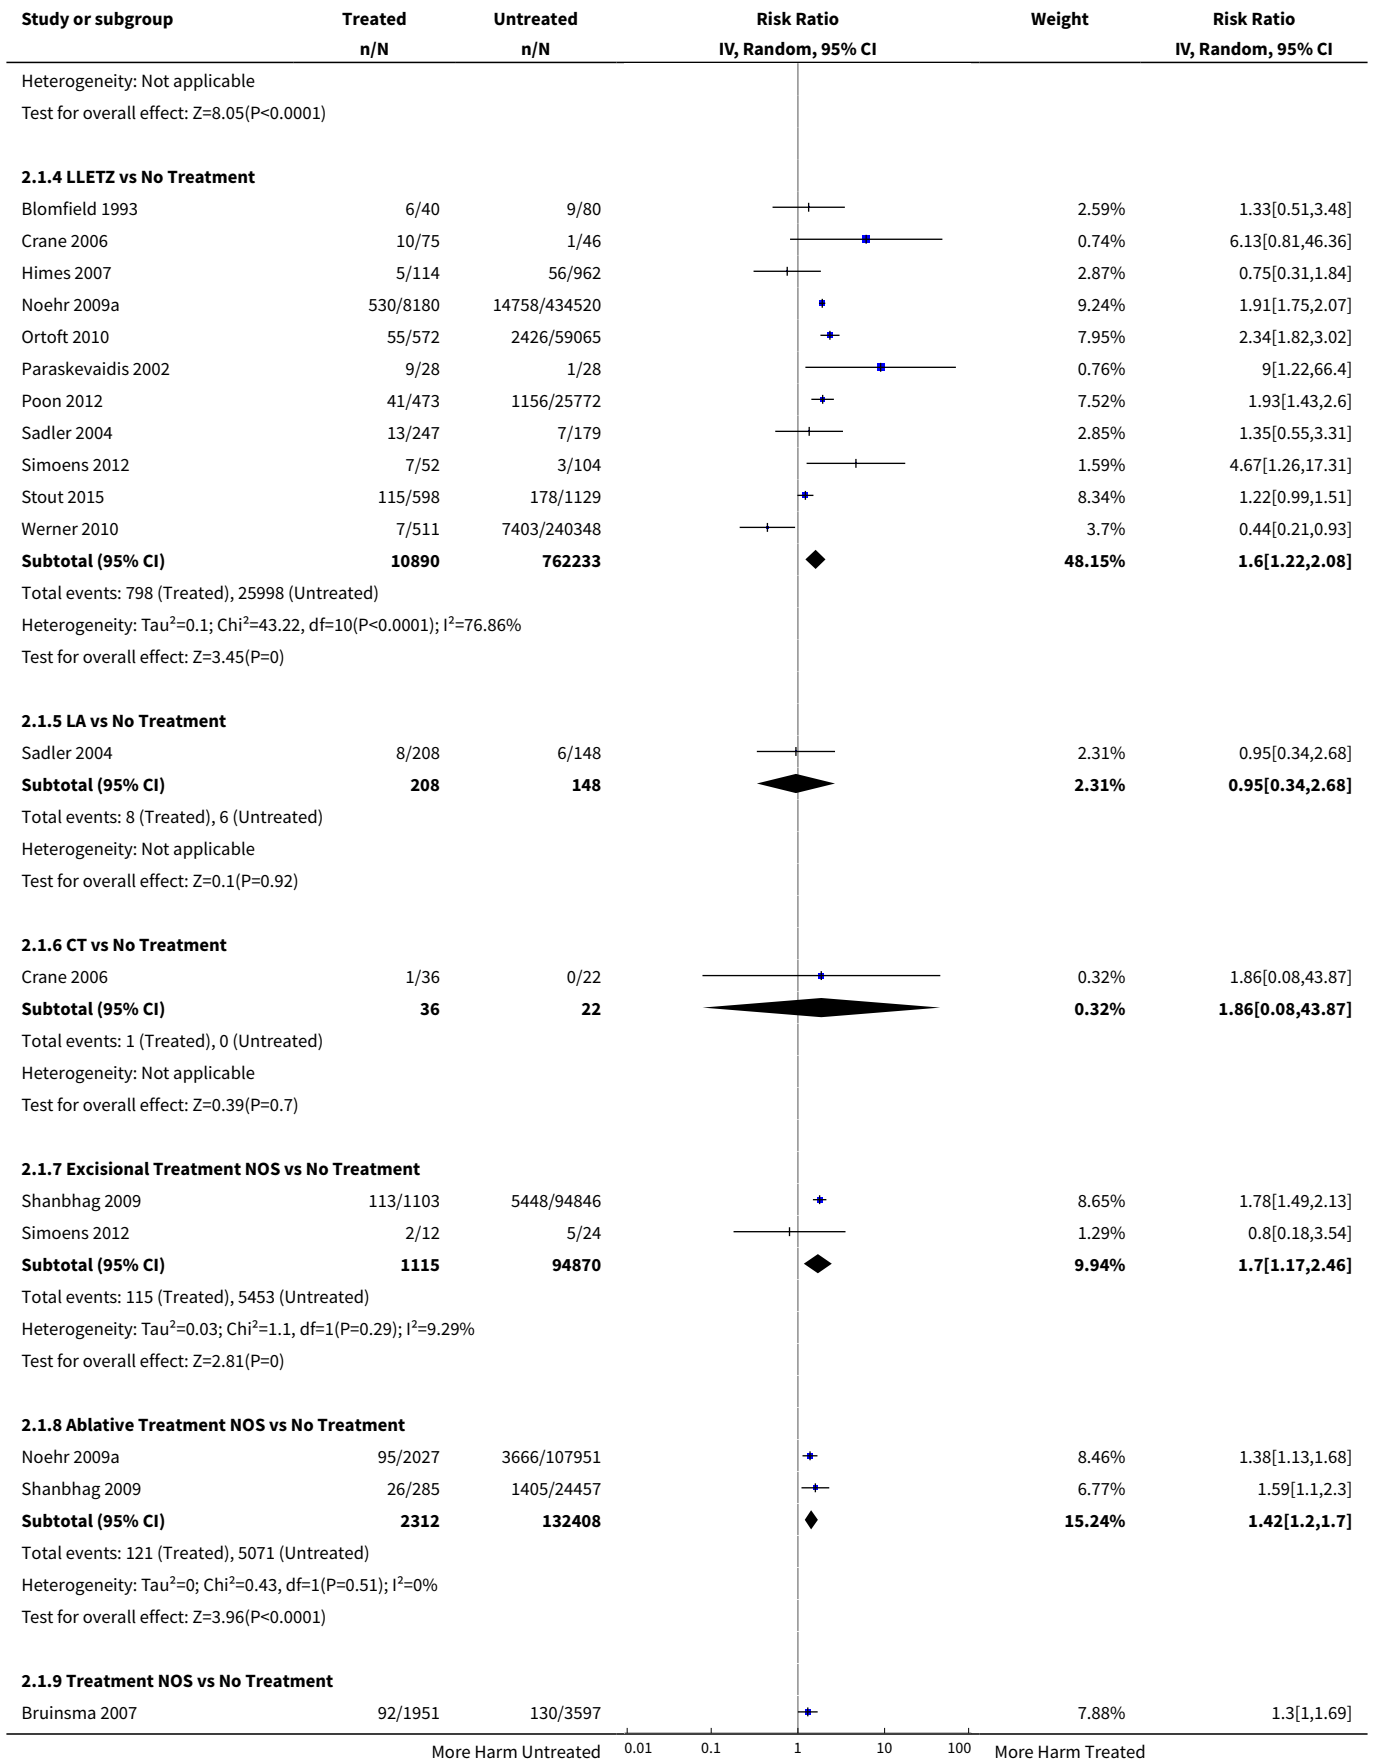 Study or subgroup Treated Untreated Risk Ratio Weight Risk Ratio
n/N n/N IV, Random, 95% CI IV, Random, 95% CI
Heterogeneity: Not applicable
Test for overall effect: Z=8.05(P<0.0001)
2.1.4 LLETZ vs No Treatment
Blomfield 1993 6/40 9/80 2.59% 1.33[0.51,3.48]
Crane 2006 10/75 1/46 0.74% 6.13[0.81,46.36]
Himes 2007 5/114 56/962 2.87% 0.75[0.31,1.84]
Noehr 2009a 530/8180 14758/434520 9.24% 1.91[1.75,2.07]
Ortoft 2010 55/572 2426/59065 7.95% 2.34[1.82,3.02]
Paraskevaidis 2002 9/28 1/28 0.76% 9[1.22,66.4]
Poon 2012 41/473 1156/25772 7.52% 1.93[1.43,2.6]
Sadler 2004 13/247 7/179 2.85% 1.35[0.55,3.31]
Simoens 2012 7/52 3/104 1.59% 4.67[1.26,17.31]
Stout 2015 115/598 178/1129 8.34% 1.22[0.99,1.51]
Werner 2010 7/511 7403/240348 3.7% 0.44[0.21,0.93]
Subtotal (95% CI) 10890 762233 48.15% 1.6[1.22,2.08]
Total events: 798 (Treated), 25998 (Untreated)
Heterogeneity: Tau²=0.1; Chi²=43.22, df=10(P<0.0001); I²=76.86%
Test for overall effect: Z=3.45(P=0)
2.1.5 LA vs No Treatment
Sadler 2004 8/208 6/148 2.31% 0.95[0.34,2.68]
Subtotal (95% CI) 208 148 2.31% 0.95[0.34,2.68]
Total events: 8 (Treated), 6 (Untreated)
Heterogeneity: Not applicable
Test for overall effect: Z=0.1(P=0.92)
2.1.6 CT vs No Treatment
Crane 2006 1/36 0/22 0.32% 1.86[0.08,43.87]
Subtotal (95% CI) 36 22 0.32% 1.86[0.08,43.87]
Total events: 1 (Treated), 0 (Untreated)
Heterogeneity: Not applicable
Test for overall effect: Z=0.39(P=0.7)
2.1.7 Excisional Treatment NOS vs No Treatment
Shanbhag 2009 113/1103 5448/94846 8.65% 1.78[1.49,2.13]
Simoens 2012 2/12 5/24 1.29% 0.8[0.18,3.54]
Subtotal (95% CI) 1115 94870 9.94% 1.7[1.17,2.46]
Total events: 115 (Treated), 5453 (Untreated)
Heterogeneity: Tau²=0.03; Chi²=1.1, df=1(P=0.29); I²=9.29%
Test for overall effect: Z=2.81(P=0)
2.1.8 Ablative Treatment NOS vs No Treatment
Noehr 2009a 95/2027 3666/107951 8.46% 1.38[1.13,1.68]
Shanbhag 2009 26/285 1405/24457 6.77% 1.59[1.1,2.3]
Subtotal (95% CI) 2312 132408 15.24% 1.42[1.2,1.7]
Total events: 121 (Treated), 5071 (Untreated)
Heterogeneity: Tau²=0; Chi²=0.43, df=1(P=0.51); I²=0%
Test for overall effect: Z=3.96(P<0.0001)
2.1.9 Treatment NOS vs No Treatment
Bruinsma 2007 92/1951 130/3597 7.88% 1.3[1,1.69]
More Harm Untreated 0.01 0.1 1 10 100 More Harm Treated